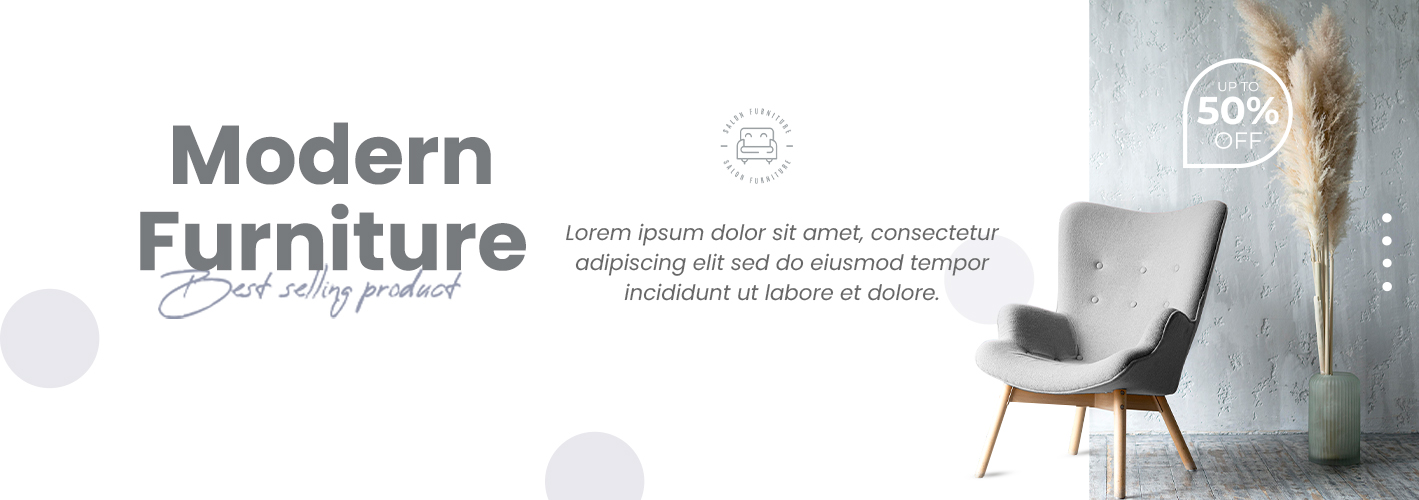 Modern
Furniture
Best selling product
SALON FURNITURE
SALON FURNITURE
Lorem ipsum dolor sit amet, consectetur
adipiscing elit sed do eiusmod tempor
incididunt ut labore et dolore.
UP TO
50%
OFF